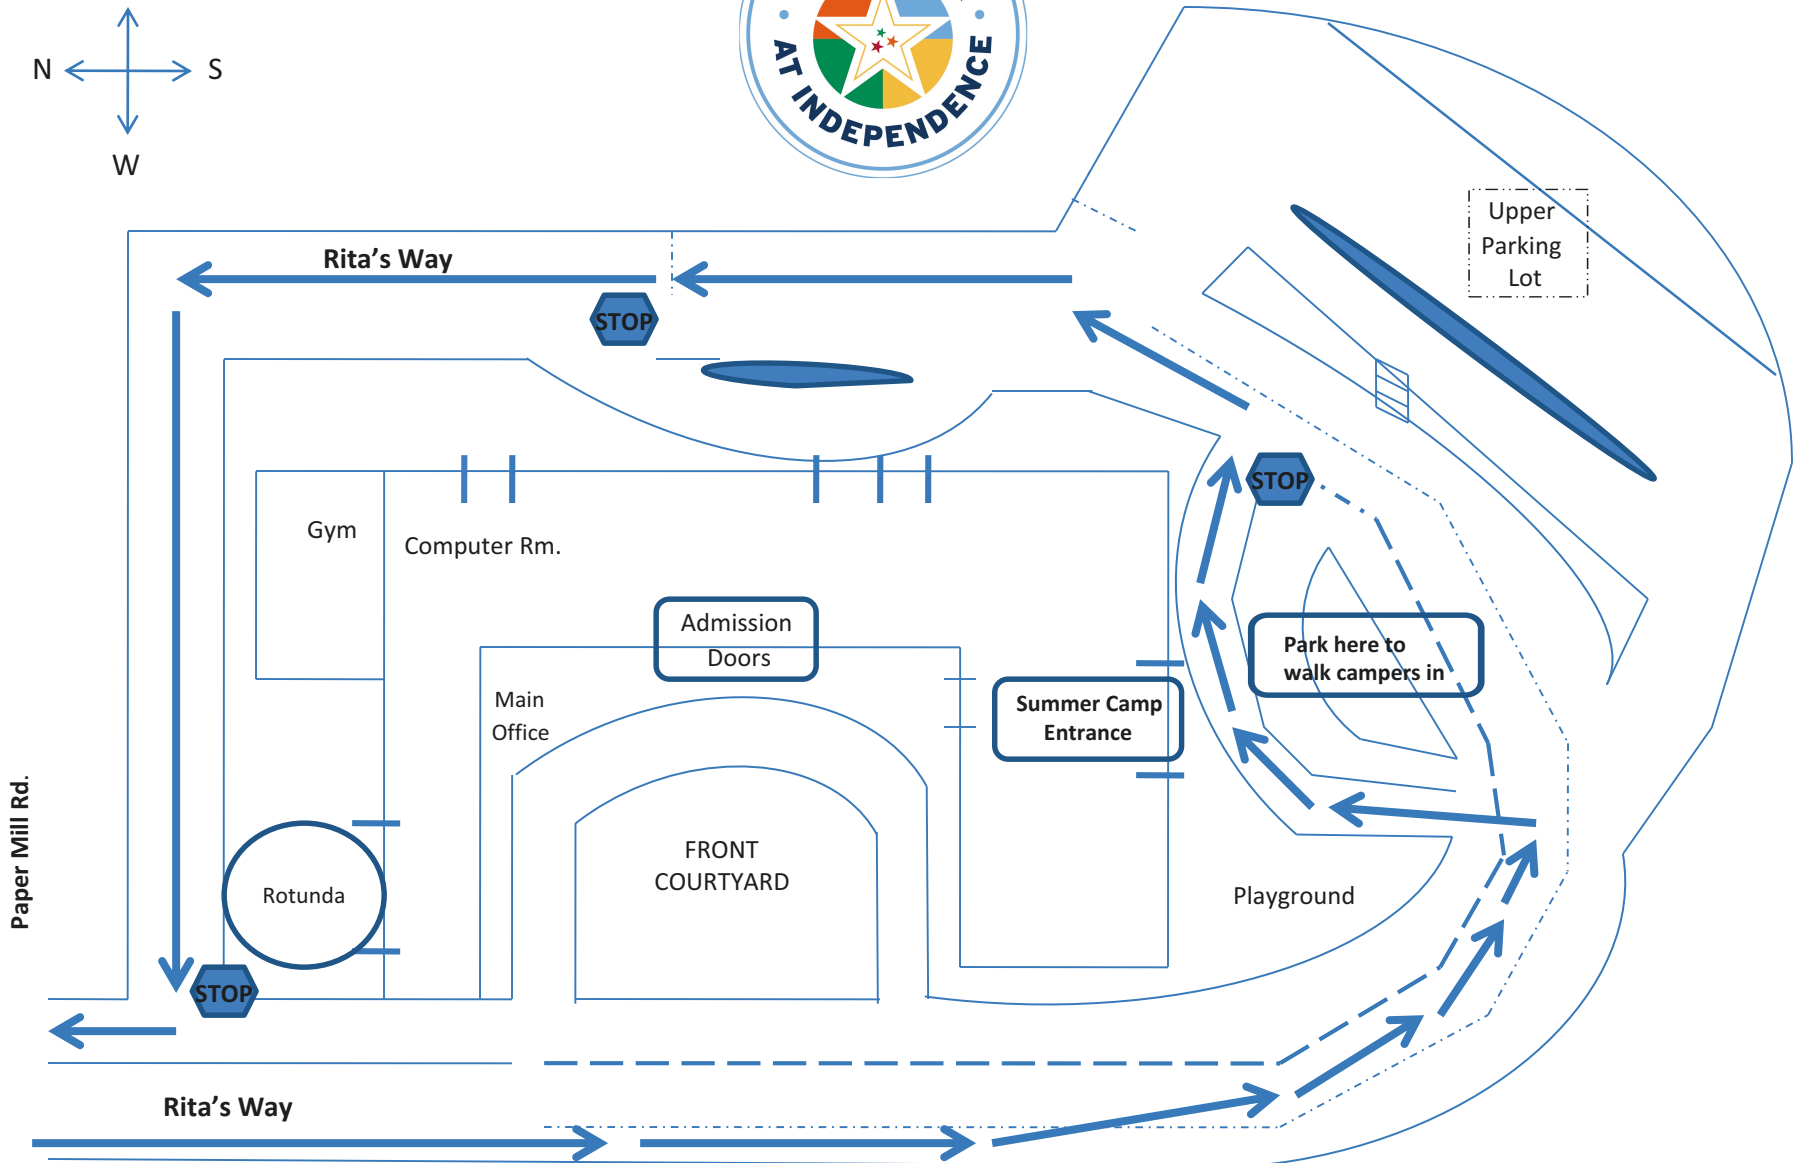 AT INDEPENDENCE
N
S
W
Upper
Parking
Lot
Rita's Way
STOP
STOP
Gym
Computer Rm.
Admission
Doors
Park here to
walk campers in
Main
Office
Summer Camp
Entrance
Paper Mill Rd.
FRONT
COURTYARD
Rotunda
Playground
STOP
Rita's Way